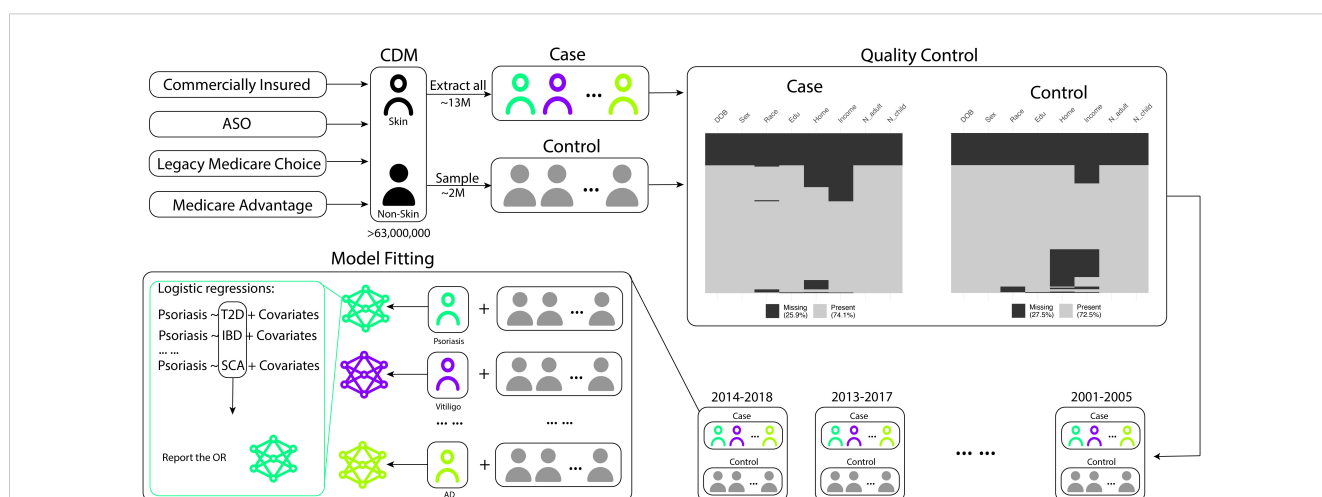 Commercially Insured
ASO
Legacy Medicare Choice
Medicare Advantage
CDM
Skin
Non-Skin
>63,000,000
Extract all
~13M
Sample
~2M
Case
...
Control
...
Quality Control
Case
DOB Sex Race Edu Home Income N_adult N_child
Missing (25.9%)
Present (74.1%)
Control
DOB Sex Race Edu Home Income N_adult N_child
Missing (27.5%)
Present (72.5%)
Model Fitting
Logistic regressions:
Psoriasis ~ T2D + Covariates
Psoriasis ~ IBD + Covariates
... ...
Psoriasis ~ SCA + Covariates
Report the OR
Psoriasis
+
...
Vitiligo
+
...
... ...
... ...
AD
+
...
2014-2018
Case
...
Control
...
2013-2017
Case
...
Control
...
... ...
2001-2005
Case
...
Control
...